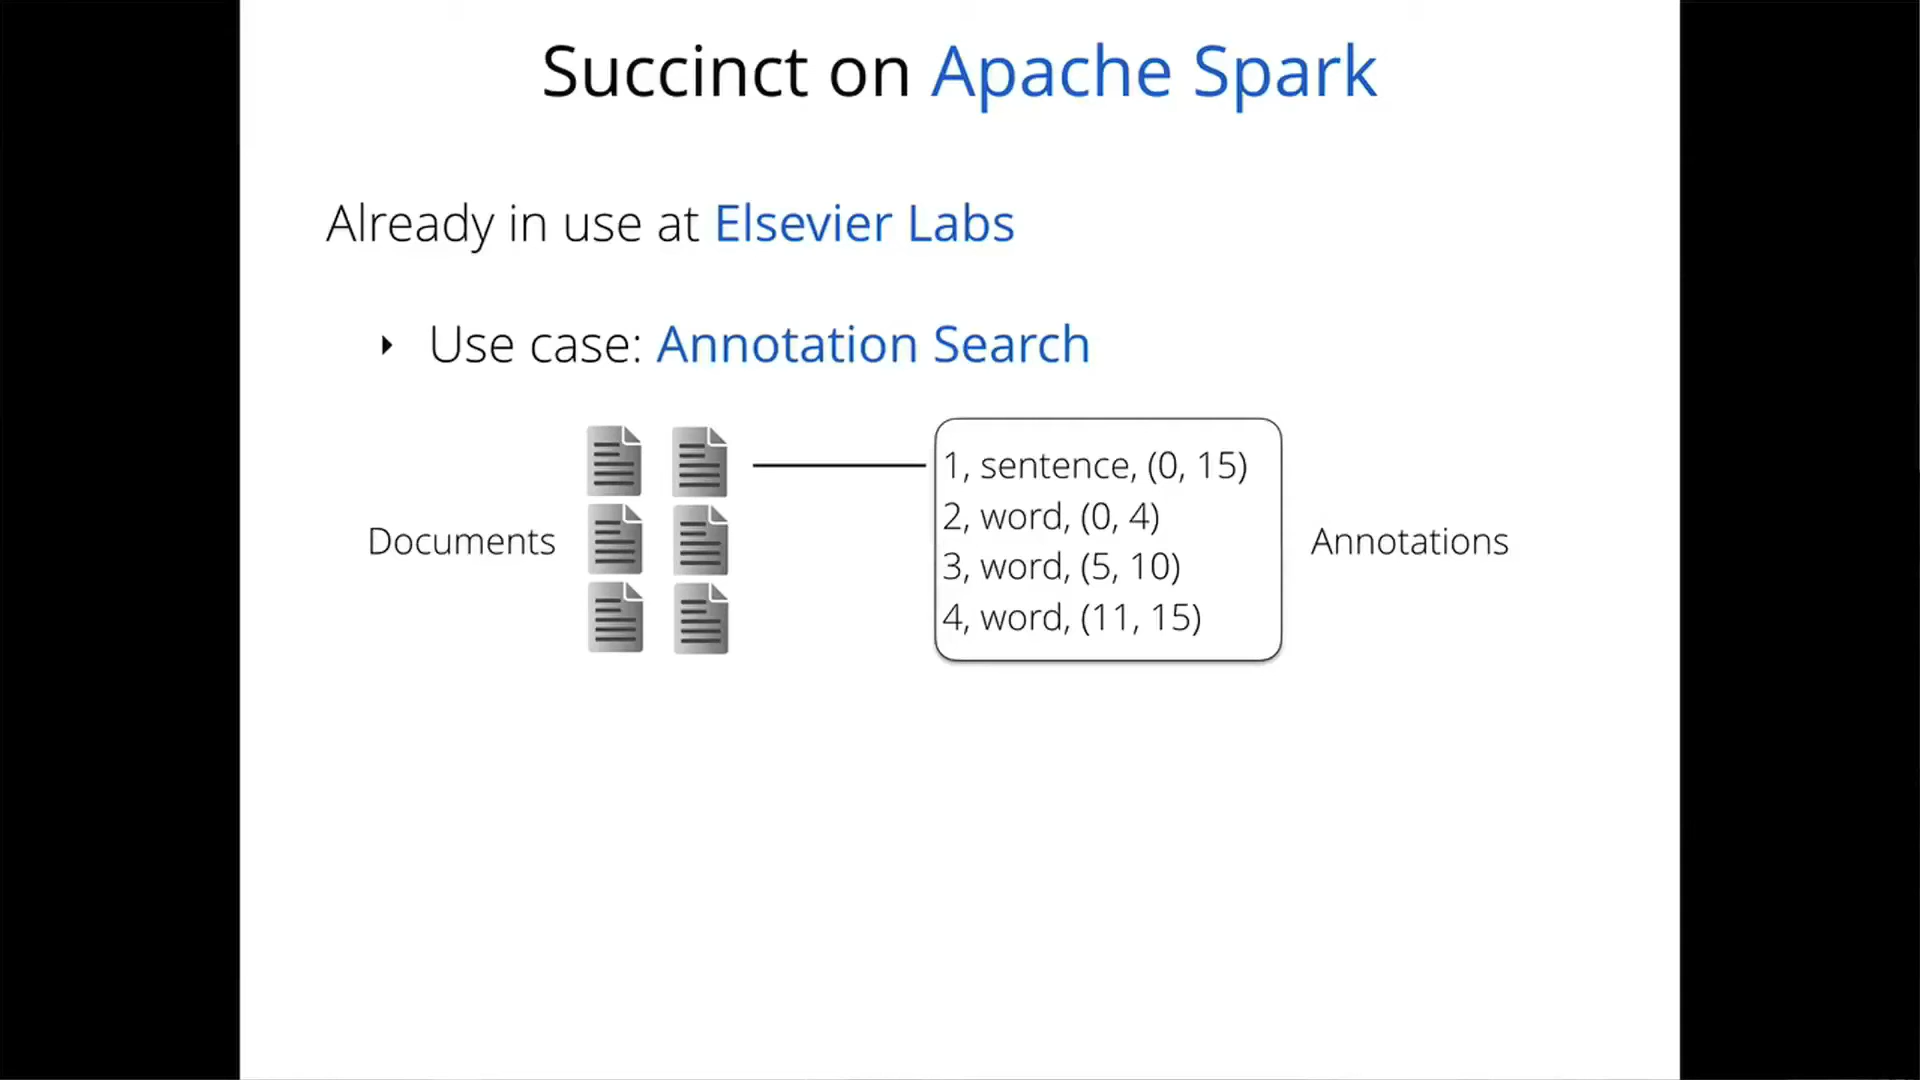 Succinct on Apache Spark
Already in use at Elsevier Labs
Use case: Annotation Search
Documents
1, sentence, (0, 15)
2, word, (0, 4)
3, word, (5, 10)
4, word, (11, 15)
Annotations